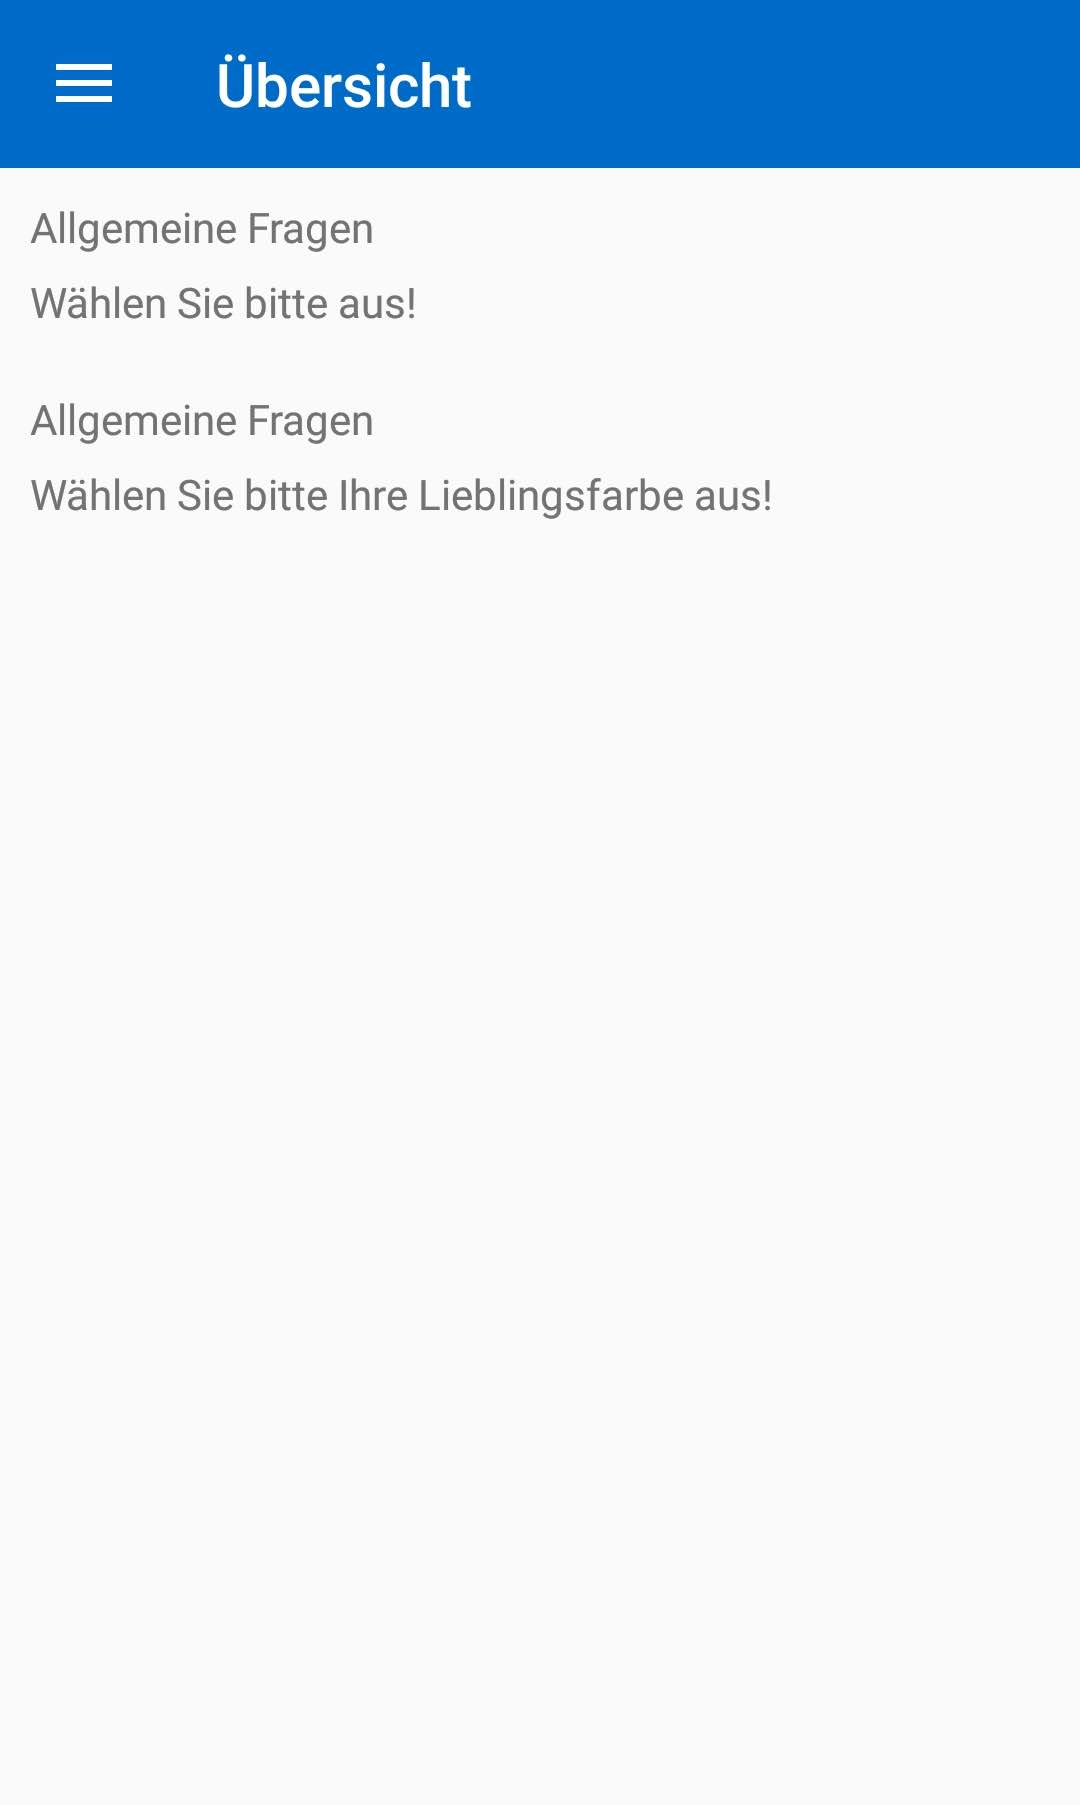 Übersicht
Allgemeine Fragen
Wählen Sie bitte aus!
Allgemeine Fragen
Wählen Sie bitte Ihre Lieblingsfarbe aus!